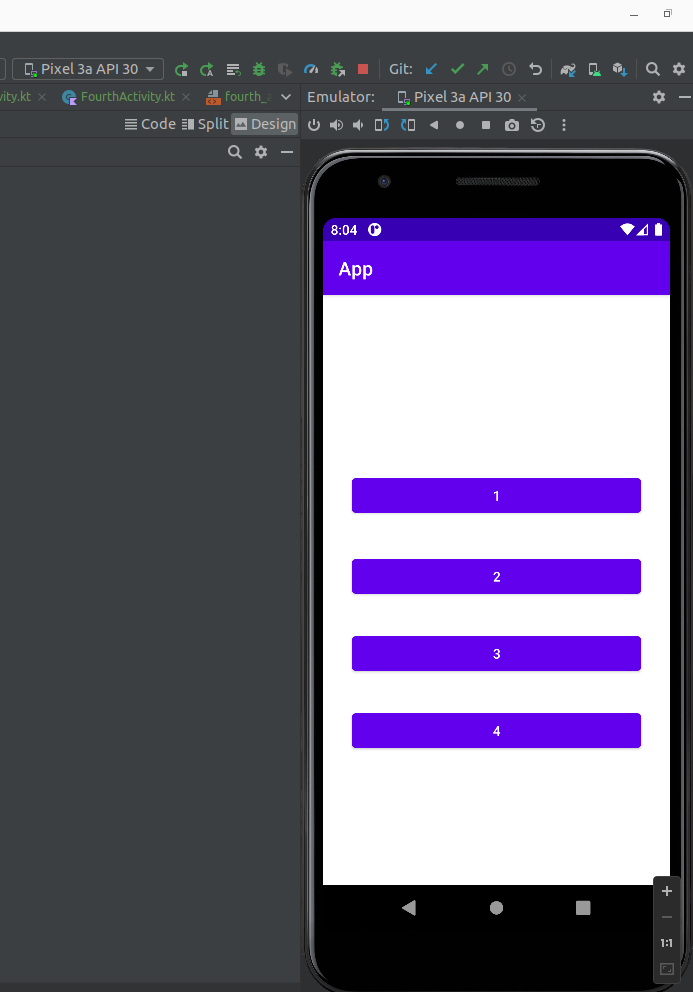 Pixel 3a API 30 Git:
vity.kt FourthActivity.kt fourth_
Emulator: Pixel 3a API 30
Code Split Design
8:04
App
1
2
3
4
1:1